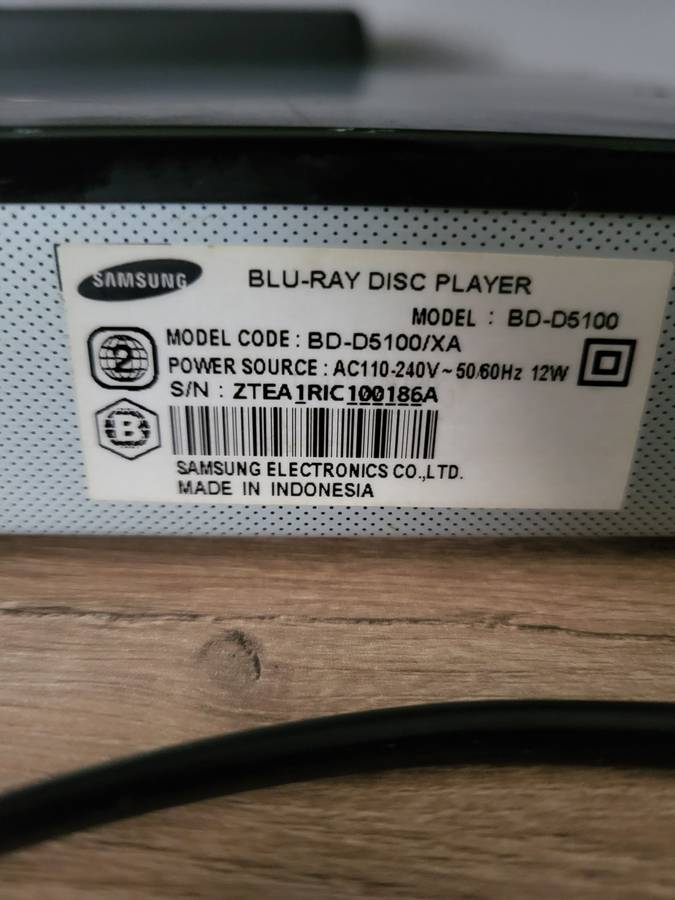 SAMSUNG BLU-RAY DISC PLAYER
MODEL : BD-D5100
2 MODEL CODE : BD-D5100/XA
POWER SOURCE : AC110-240V~50/60Hz 12W
S/N : ZTEA1RIC100186A
B
SAMSUNG ELECTRONICS CO.,LTD.
MADE IN INDONESIA